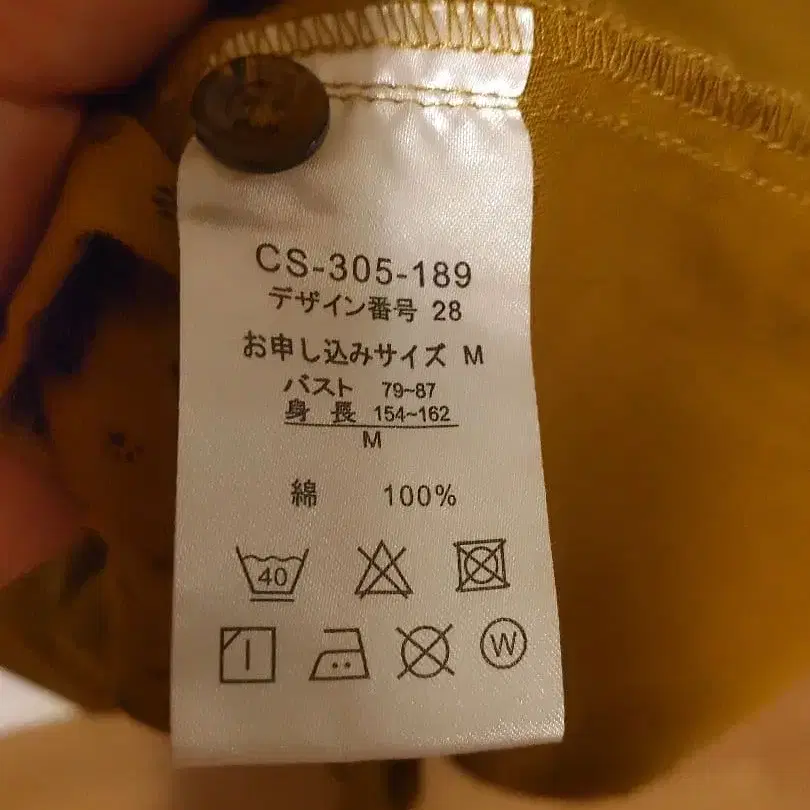 CS-305-189
デザイン番号 28
お申し込みサイズ M
バスト 79~87
身 長 154~162
M
綿 100%
40
W